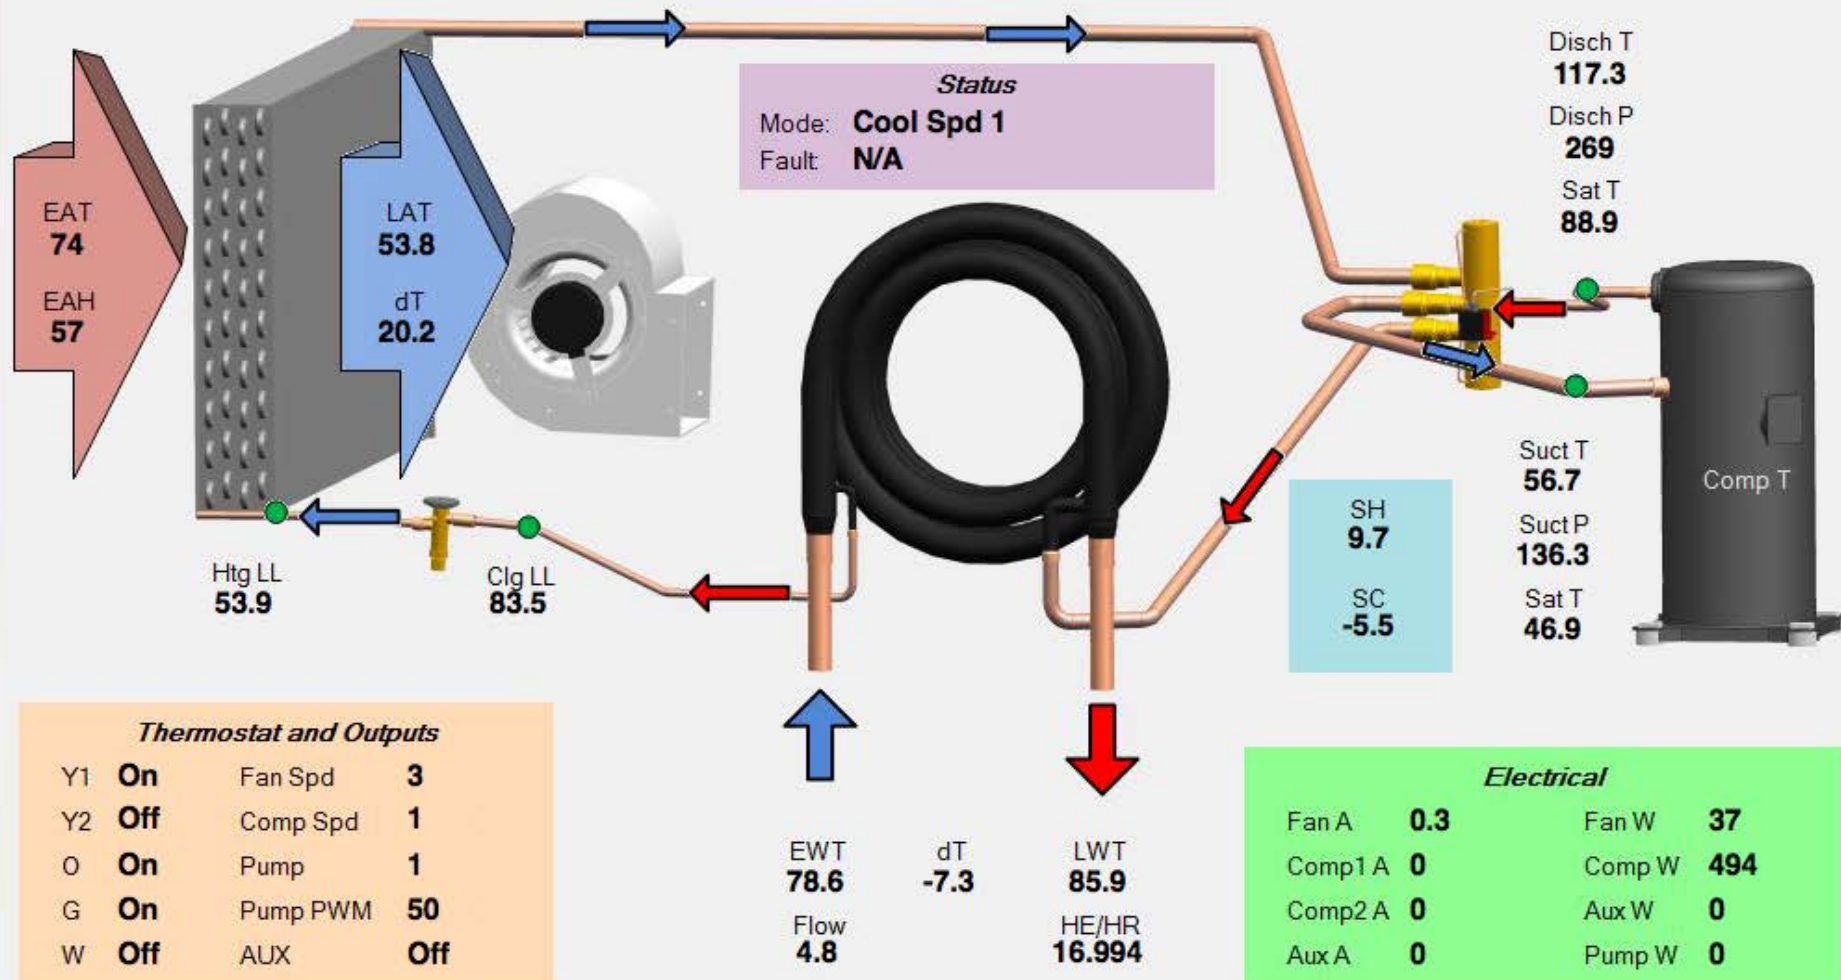 Disch T
117.3
Disch P
269
Sat T
88.9
Status
Mode: Cool Spd 1
Fault: N/A
EAT
74
EAH
57
LAT
53.8
dT
20.2
Comp T
Suct T
56.7
Suct P
136.3
Sat T
46.9
SH
9.7
SC
-5.5
Htg LL
53.9
Clg LL
83.5
Thermostat and Outputs
Y1 On Fan Spd 3
Y2 Off Comp Spd 1
O On Pump 1
G On Pump PWM 50
W Off AUX Off
EWT dT LWT
78.6 -7.3 85.9
Flow HE/HR
4.8 16.994
Electrical
Fan A 0.3 Fan W 37
Comp1 A 0 Comp W 494
Comp2 A 0 Aux W 0
Aux A 0 Pump W 0